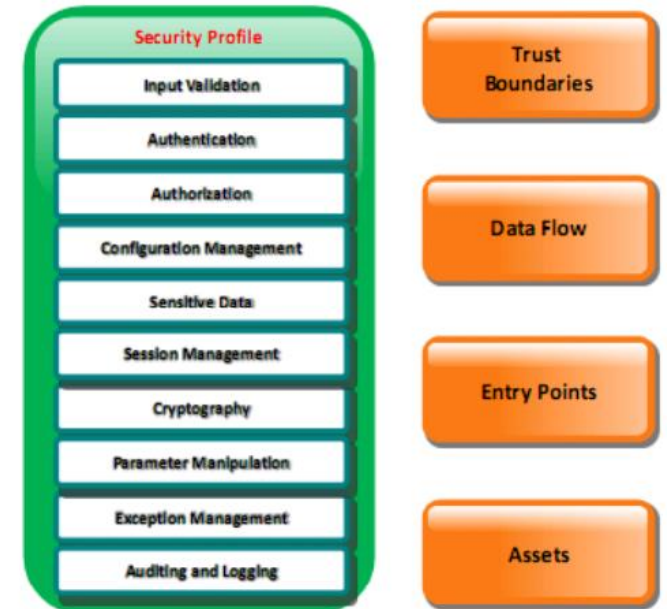 Security Profile
Input Validation
Authentication
Authorization
Configuration Management
Sensitive Data
Session Management
Cryptography
Parameter Manipulation
Exception Management
Auditing and Logging
Trust
Boundaries
Data Flow
Entry Points
Assets